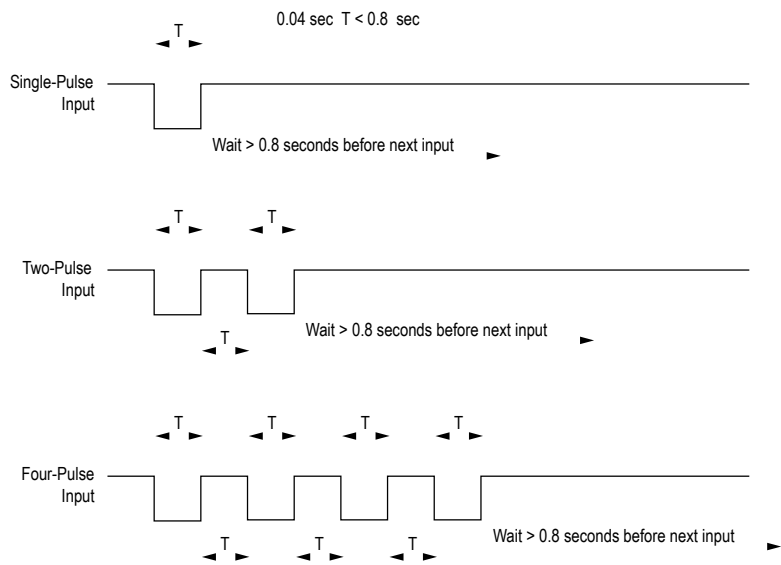 0.04 sec T < 0.8 sec
T
Single-Pulse
Input
Wait > 0.8 seconds before next input
T T
Two-Pulse
Input
Wait > 0.8 seconds before next input
T
T T T T
Four-Pulse
Input
Wait > 0.8 seconds before next input
T T T